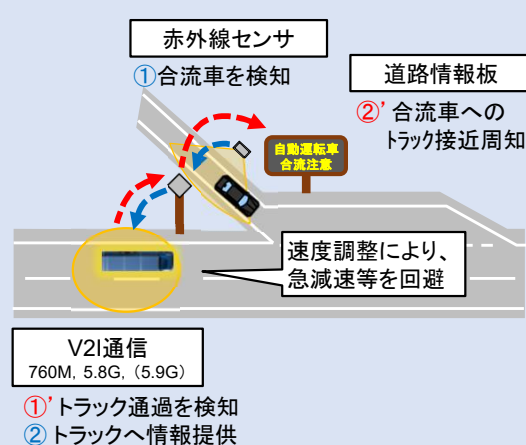 赤外線センサ
①合流車を検知
道路情報板
②’合流車への
トラック接近周知
自動運転車
合流注意
速度調整により、
急減速等を回避
V2I通信
760M, 5.8G, (5.9G)
①’トラック通過を検知
②トラックへ情報提供